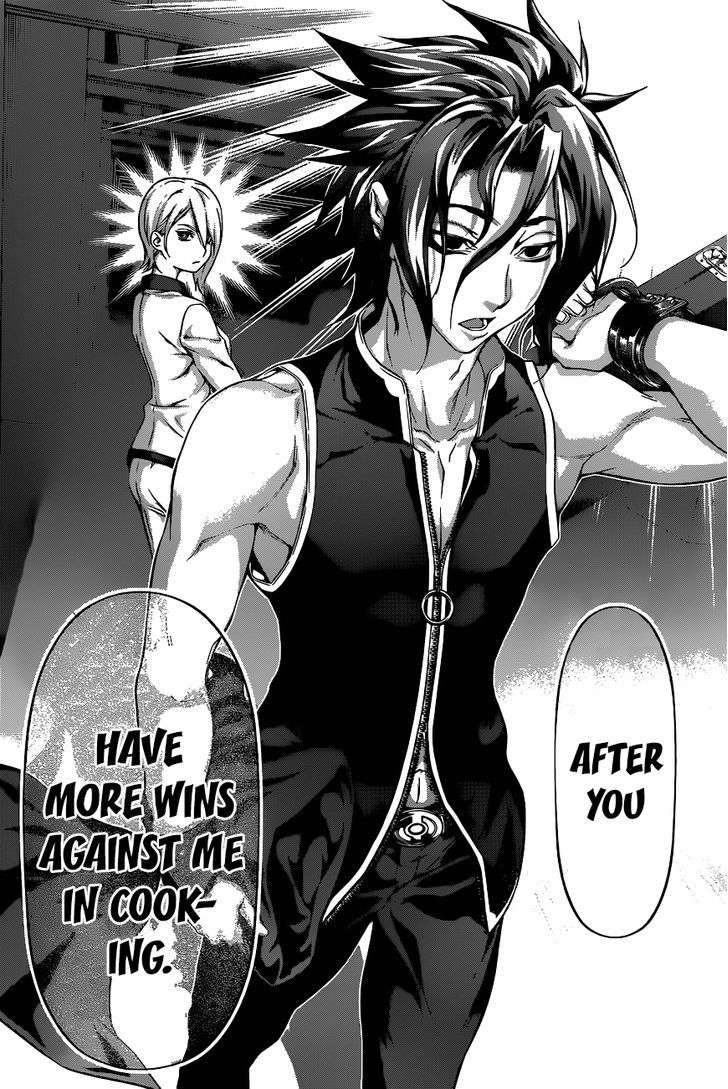 AFTER
YOU
HAVE
MORE WINS
AGAINST ME
IN COOK-
ING.